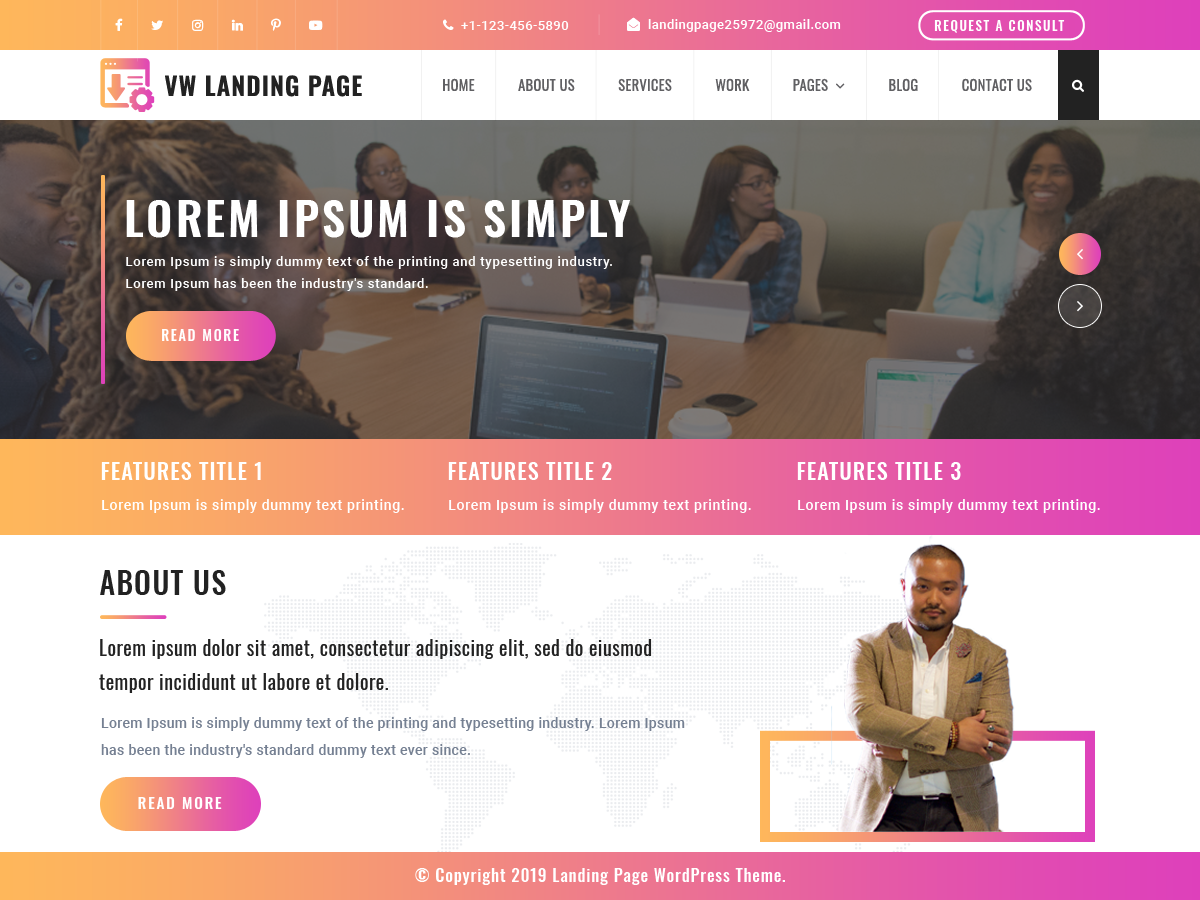 +1-123-456-5890
landingpage25972@gmail.com
REQUEST A CONSULT
VW LANDING PAGE
HOME
ABOUT US
SERVICES
WORK
PAGES
BLOG
CONTACT US
LOREM IPSUM IS SIMPLY
Lorem Ipsum is simply dummy text of the printing and typesetting industry.
Lorem Ipsum has been the industry's standard.
READ MORE
FEATURES TITLE 1
Lorem Ipsum is simply dummy text printing.
FEATURES TITLE 2
Lorem Ipsum is simply dummy text printing.
FEATURES TITLE 3
Lorem Ipsum is simply dummy text printing.
ABOUT US
Lorem ipsum dolor sit amet, consectetur adipiscing elit, sed do eiusmod
tempor incididunt ut labore et dolore.
Lorem Ipsum is simply dummy text of the printing and typesetting industry. Lorem Ipsum
has been the industry's standard dummy text ever since.
READ MORE
© Copyright 2019 Landing Page WordPress Theme.